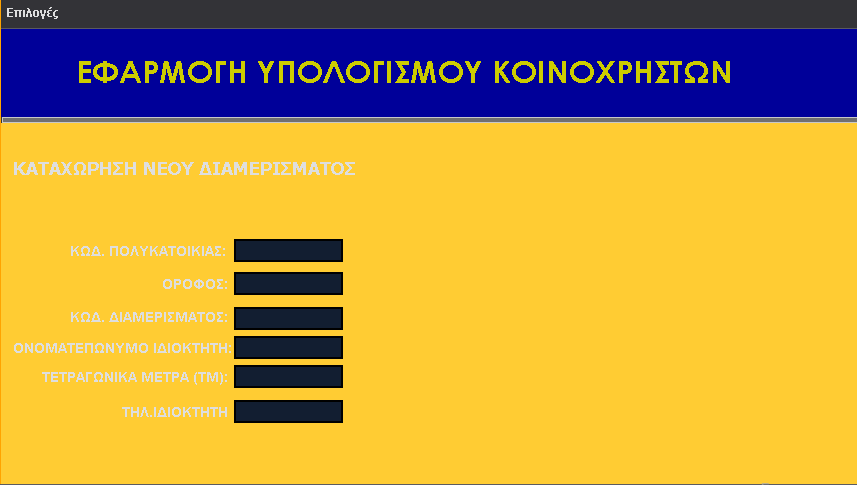 Επιλογές
ΕΦΑΡΜΟΓΗ ΥΠΟΛΟΓΙΣΜΟΥ ΚΟΙΝΟΧΡΗΣΤΩΝ
ΚΑΤΑΧΩΡΗΣΗ ΝΕΟΥ ΔΙΑΜΕΡΙΣΜΑΤΟΣ
ΚΩΔ. ΠΟΛΥΚΑΤΟΙΚΙΑΣ:
ΟΡΟΦΟΣ:
ΚΩΔ. ΔΙΑΜΕΡΙΣΜΑΤΟΣ:
ΟΝΟΜΑΤΕΠΩΝΥΜΟ ΙΔΙΟΚΤΗΤΗ:
ΤΕΤΡΑΓΩΝΙΚΑ ΜΕΤΡΑ (ΤΜ):
ΤΗΛ.ΙΔΙΟΚΤΗΤΗ